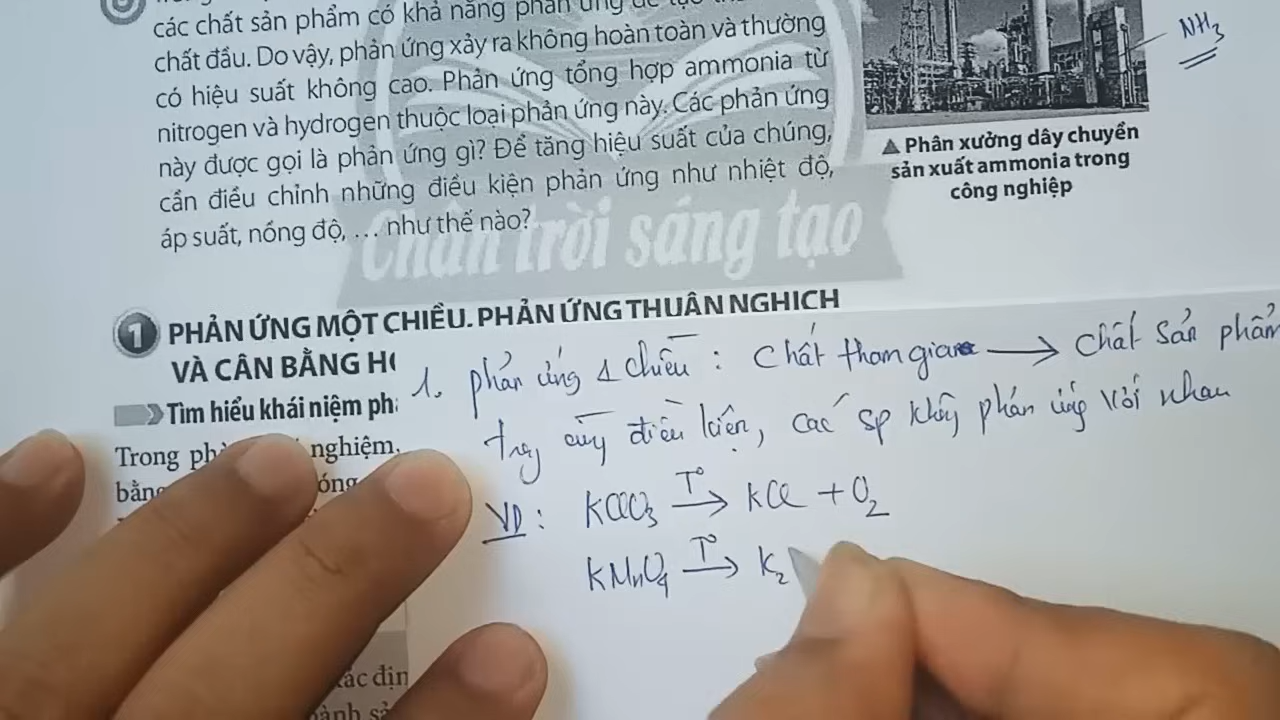 các chất sản phẩm có khả năng phản ứng để tạo
chất đầu. Do vậy, phản ứng xảy ra không hoàn toàn và thường
có hiệu suất không cao. Phản ứng tổng hợp ammonia từ
nitrogen và hydrogen thuộc loại phản ứng này. Các phản ứng
này được gọi là phản ứng gì? Để tăng hiệu suất của chúng,
cần điều chỉnh những điều kiện phản ứng như nhiệt độ,
áp suất, nồng độ, … như thế nào?
Chân trời sáng tạo
NH₃
▲ Phân xưởng dây chuyền
sản xuất ammonia trong
công nghiệp
1 PHẢN ỨNG MỘT CHIỀU. PHẢN ỨNG THUẬN NGHỊCH
VÀ CÂN BẰNG
Tìm hiểu khái niệm
Trong nghiệm,
bằng
1. phản ứng 1 chiều : Chất tham gia → Chất sản phẩm
cùng điều kiện, các sp không phản ứng với nhau
VD : KClO₃ T° → KCl + O₂
KMnO₄ T° → K₂